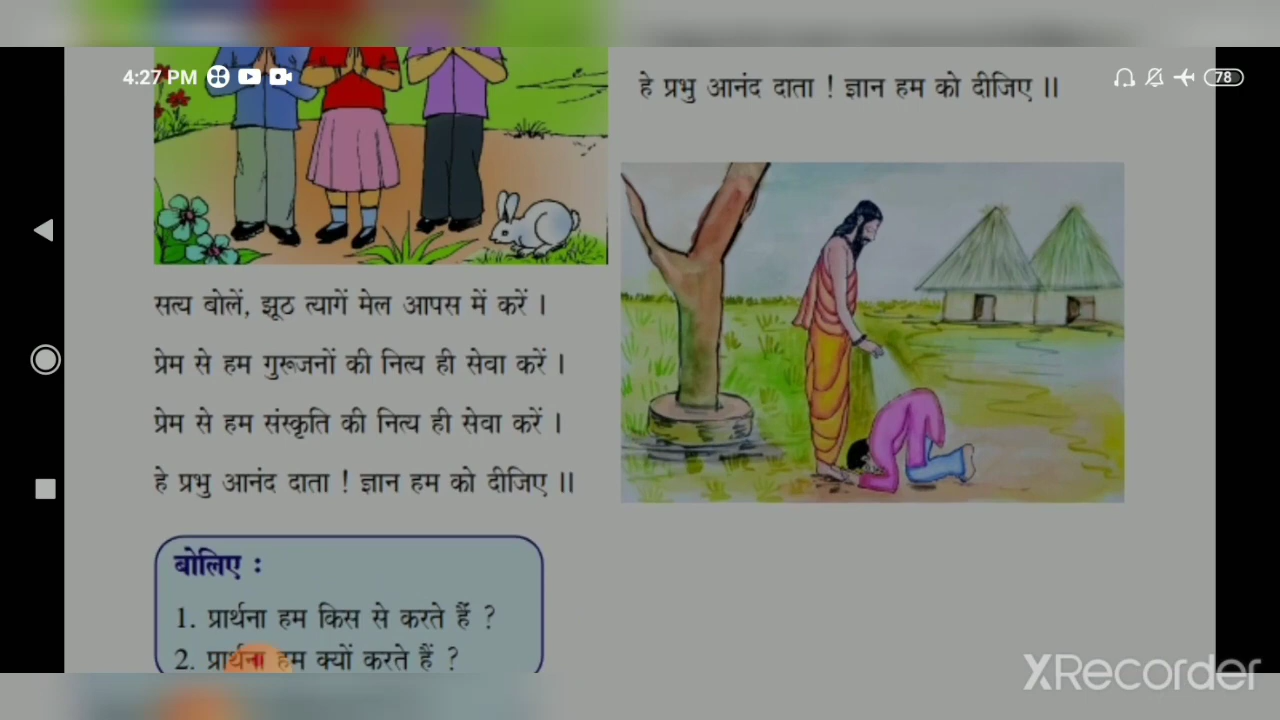 4:27 PM
78
हे प्रभु आनंद दाता ! ज्ञान हम को दीजिए ।।
सत्य बोलें, झूठ त्यागें मेल आपस में करें ।
प्रेम से हम गुरूजनों की नित्य ही सेवा करें ।
प्रेम से हम संस्कृति की नित्य ही सेवा करें ।
हे प्रभु आनंद दाता ! ज्ञान हम को दीजिए ।।
बोलिए :
1. प्रार्थना हम किस से करते हैं ?
2. प्रार्थना हम क्यों करते हैं ?
XRecorder